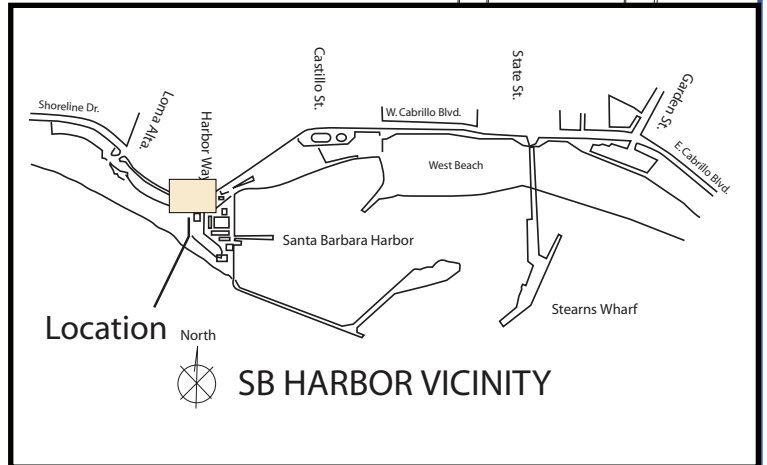 Shoreline Dr.
Loma Alta.
Harbor Way
Castillo St.
W. Cabrillo Blvd.
State St.
Garden St.
E. Cabrillo Blvd.
West Beach
Santa Barbara Harbor
Stearns Wharf
Location
North
SB HARBOR VICINITY